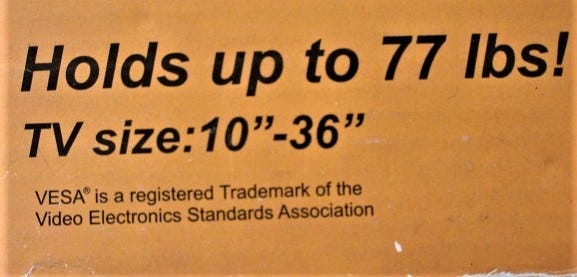 Holds up to 77 lbs!
TV size:10”-36”
VESA® is a registered Trademark of the
Video Electronics Standards Association